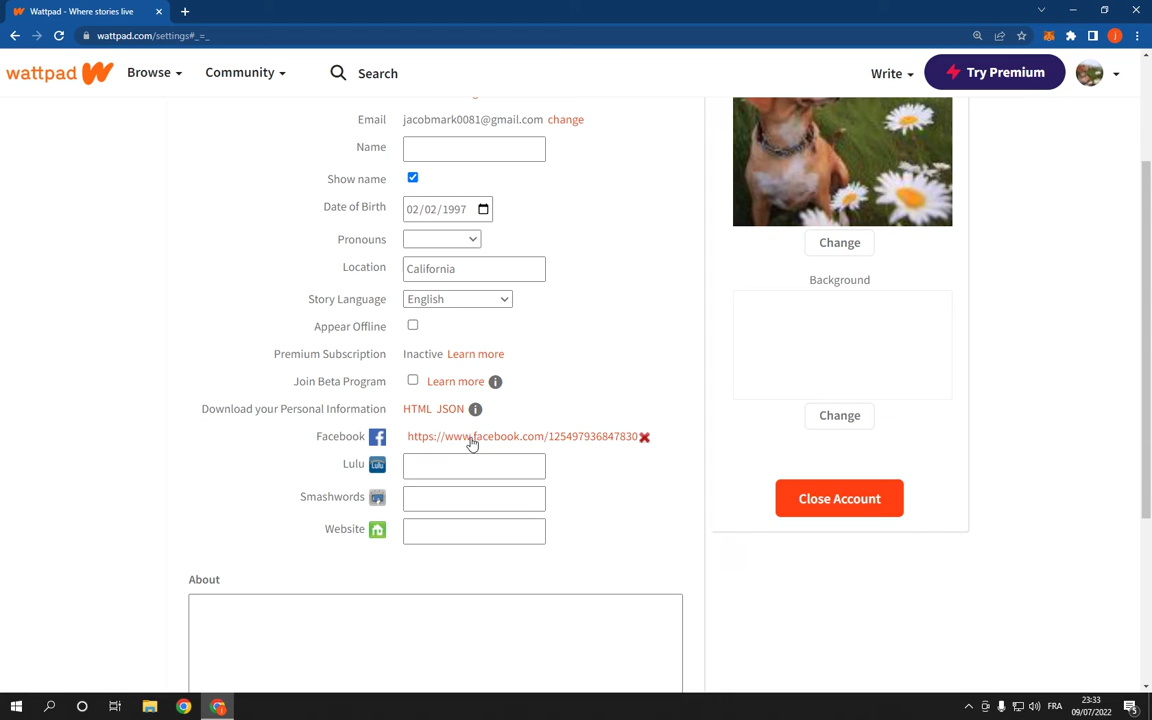 Wattpad - Where stories live
wattpad.com/settings#_=_
wattpad
Browse
Community
Search
Write
Try Premium
Email jacobmark0081@gmail.com change
Name
Show name
Date of Birth 02/02/1997
Pronouns
Location California
Story Language English
Appear Offline
Premium Subscription Inactive Learn more
Join Beta Program Learn more
Download your Personal Information HTML JSON
Facebook https://www.facebook.com/125497936847830
Lulu
Smashwords
Website
About
Change
Background
Change
Close Account
FRA
23:33
09/07/2022
5